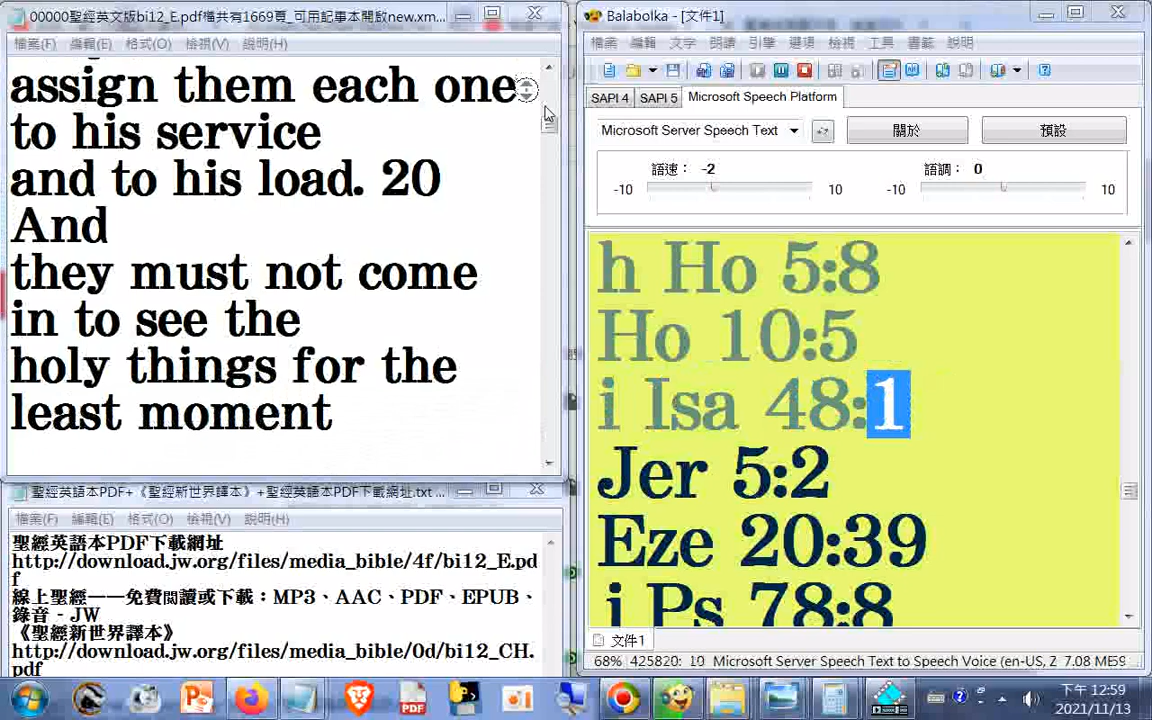 00000聖經英文版bi12_E.pdf檔共有1669頁_可用記事本開啟new.xm...
檔案(F) 編輯(E) 格式(O) 檢視(V) 說明(H)
assign them each one
to his service
and to his load. 20
And
they must not come
in to see the
holy things for the
least moment
聖經英語本PDF+《聖經新世界譯本》+聖經英語本PDF下載網址.txt ...
檔案(F) 編輯(E) 格式(O) 檢視(V) 說明(H)
聖經英語本PDF下載網址
http://download.jw.org/files/media_bible/4f/bi12_E.pd
f
線上聖經——免費閱讀或下載：MP3、AAC、PDF、EPUB、
錄音 - JW
《聖經新世界譯本》
http://download.jw.org/files/media_bible/0d/bi12_CH.
pdf
Balabolka - [文件1]
檔案 編輯 文字 朗讀 引擎 選項 檢視 工具 書籤 說明
SAPI 4 SAPI 5 Microsoft Speech Platform
Microsoft Server Speech Text 關於 預設
語速： -2 語調： 0
-10 10 -10 10
h Ho 5:8
Ho 10:5
i Isa 48:1
Jer 5:2
Eze 20:39
i Ps 78:8
文件1
68% 425820: 10 Microsoft Server Speech Text to Speech Voice (en-US, Z 7.08 ME59
下午 12:59
2021/11/13